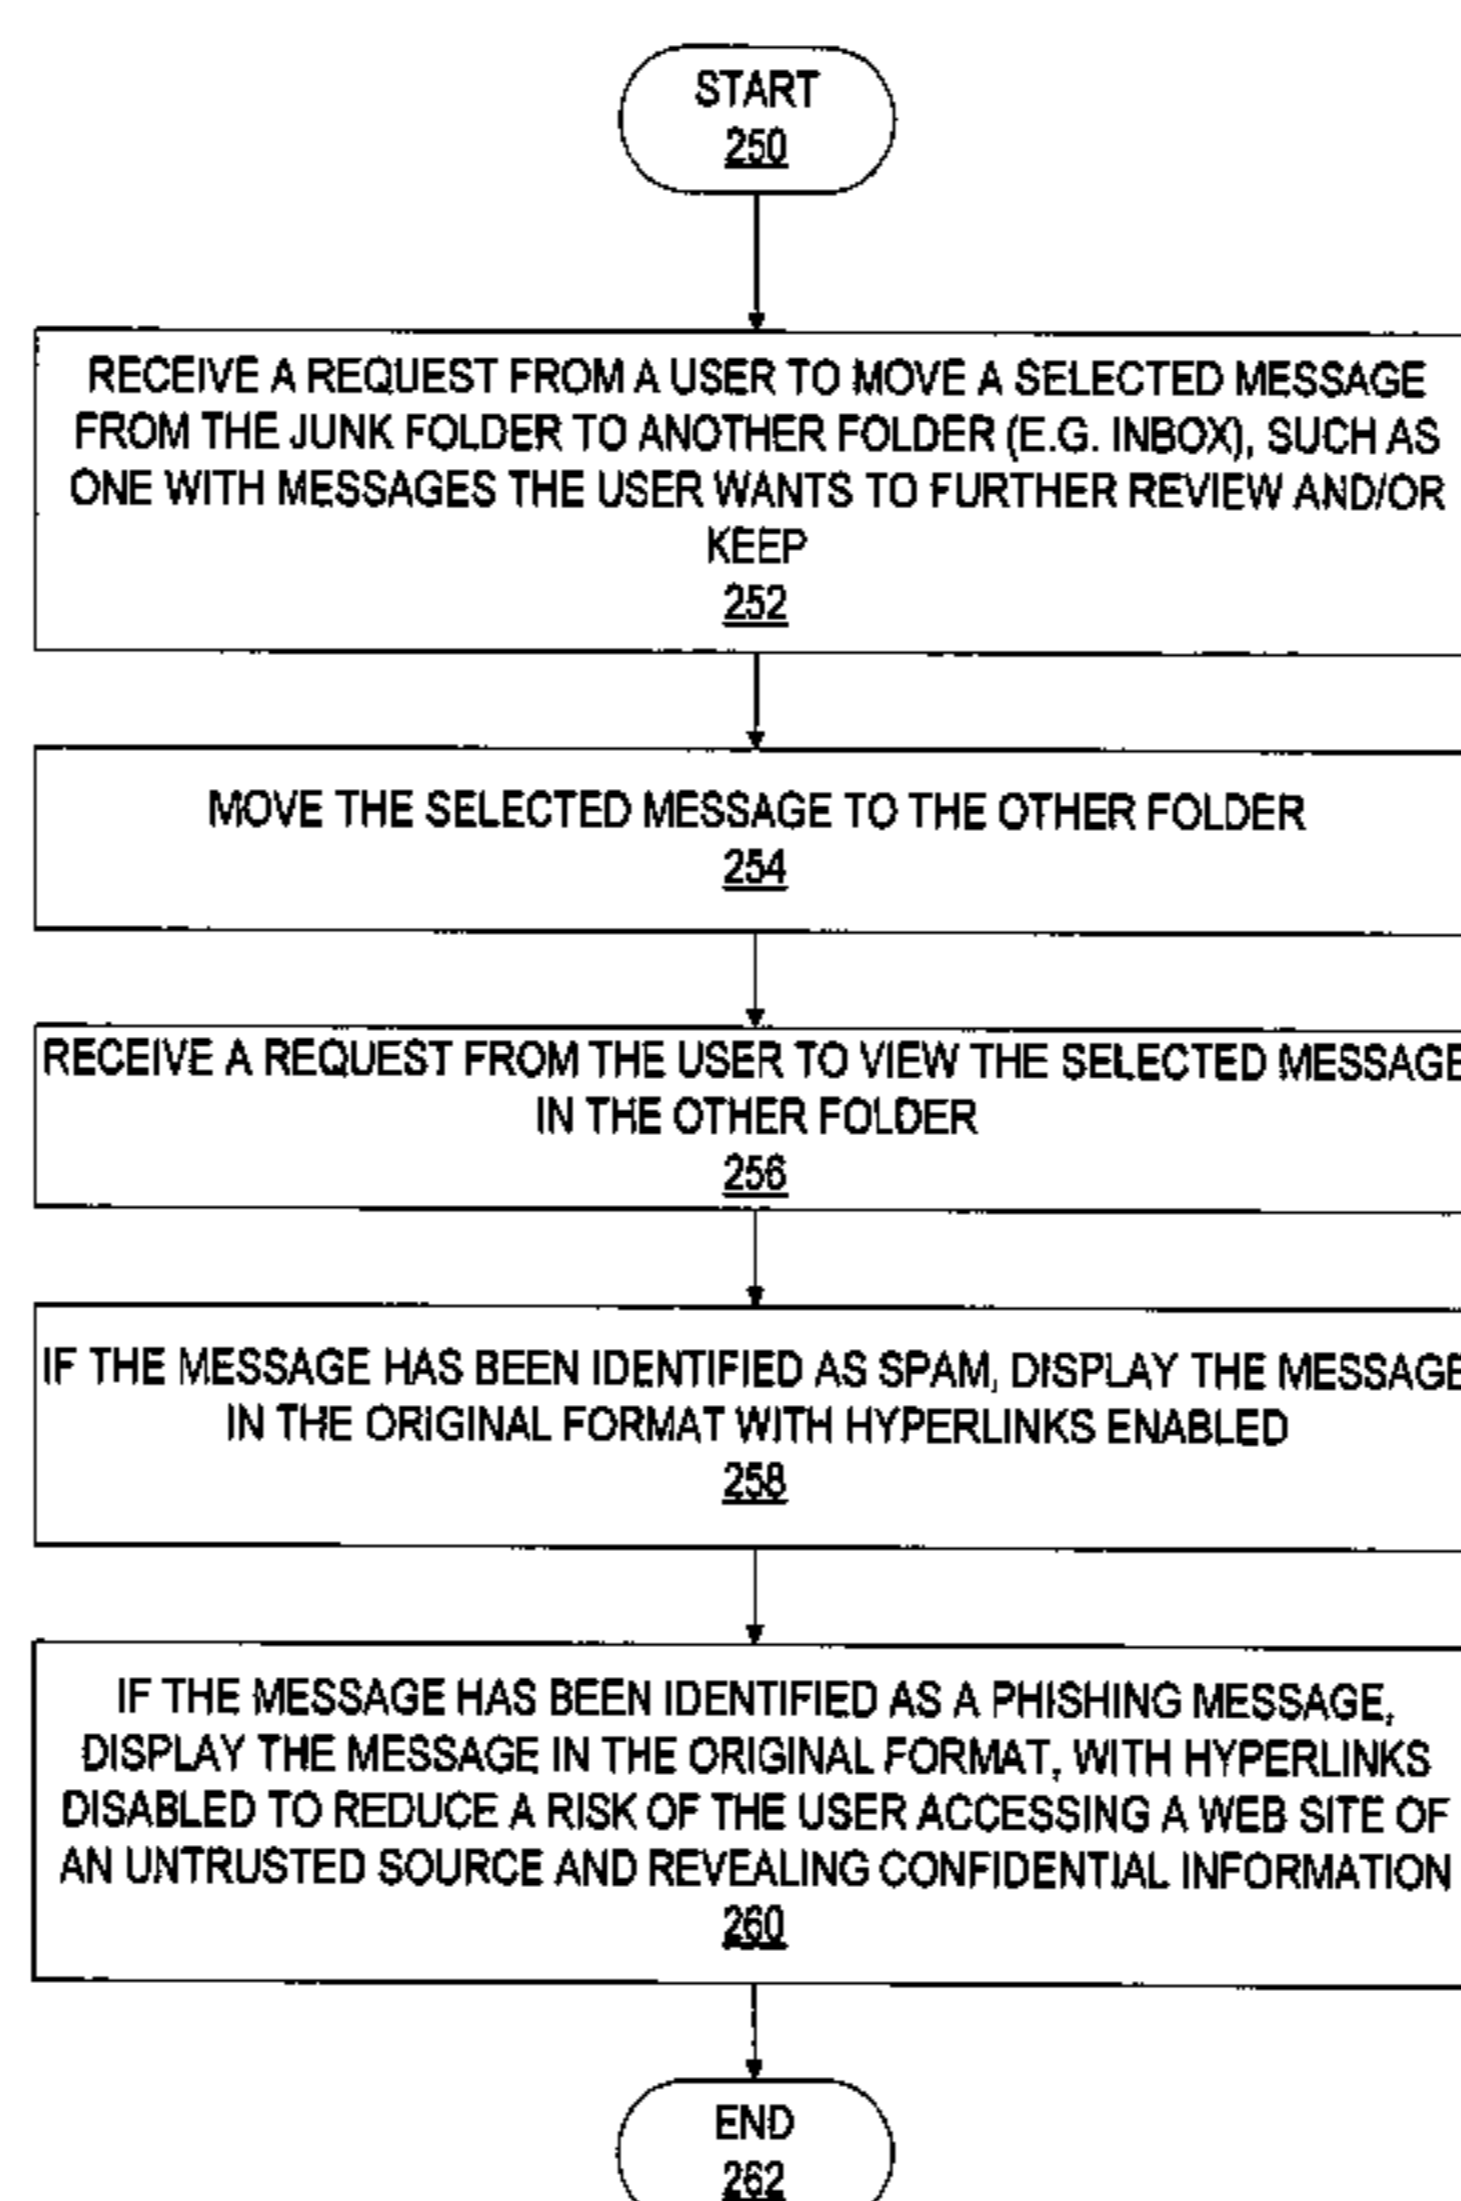 START
250
RECEIVE A REQUEST FROM A USER TO MOVE A SELECTED MESSAGE
FROM THE JUNK FOLDER TO ANOTHER FOLDER (E.G. INBOX), SUCH AS
ONE WITH MESSAGES THE USER WANTS TO FURTHER REVIEW AND/OR
KEEP
252
MOVE THE SELECTED MESSAGE TO THE OTHER FOLDER
254
RECEIVE A REQUEST FROM THE USER TO VIEW THE SELECTED MESSAGE
IN THE OTHER FOLDER
256
IF THE MESSAGE HAS BEEN IDENTIFIED AS SPAM, DISPLAY THE MESSAGE
IN THE ORIGINAL FORMAT WITH HYPERLINKS ENABLED
258
IF THE MESSAGE HAS BEEN IDENTIFIED AS A PHISHING MESSAGE,
DISPLAY THE MESSAGE IN THE ORIGINAL FORMAT, WITH HYPERLINKS
DISABLED TO REDUCE A RISK OF THE USER ACCESSING A WEB SITE OF
AN UNTRUSTED SOURCE AND REVEALING CONFIDENTIAL INFORMATION
260
END
262